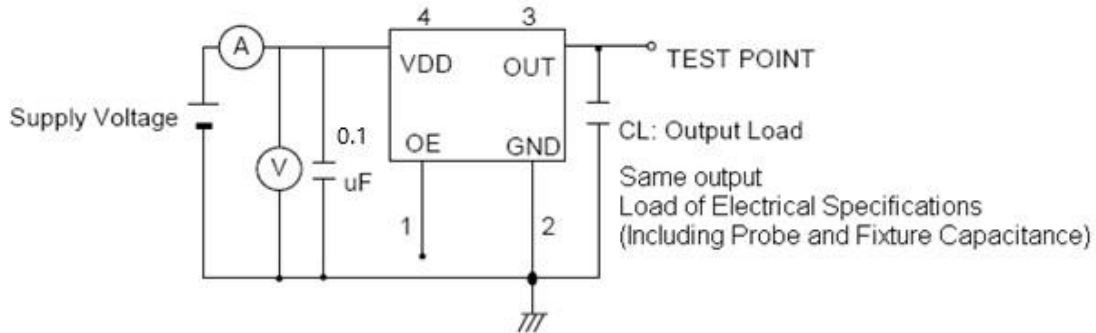 4
3
A
VDD
OUT
TEST POINT
Supply Voltage
V
0.1
uF
OE
GND
CL: Output Load
1
2
Same output
Load of Electrical Specifications
(Including Probe and Fixture Capacitance)